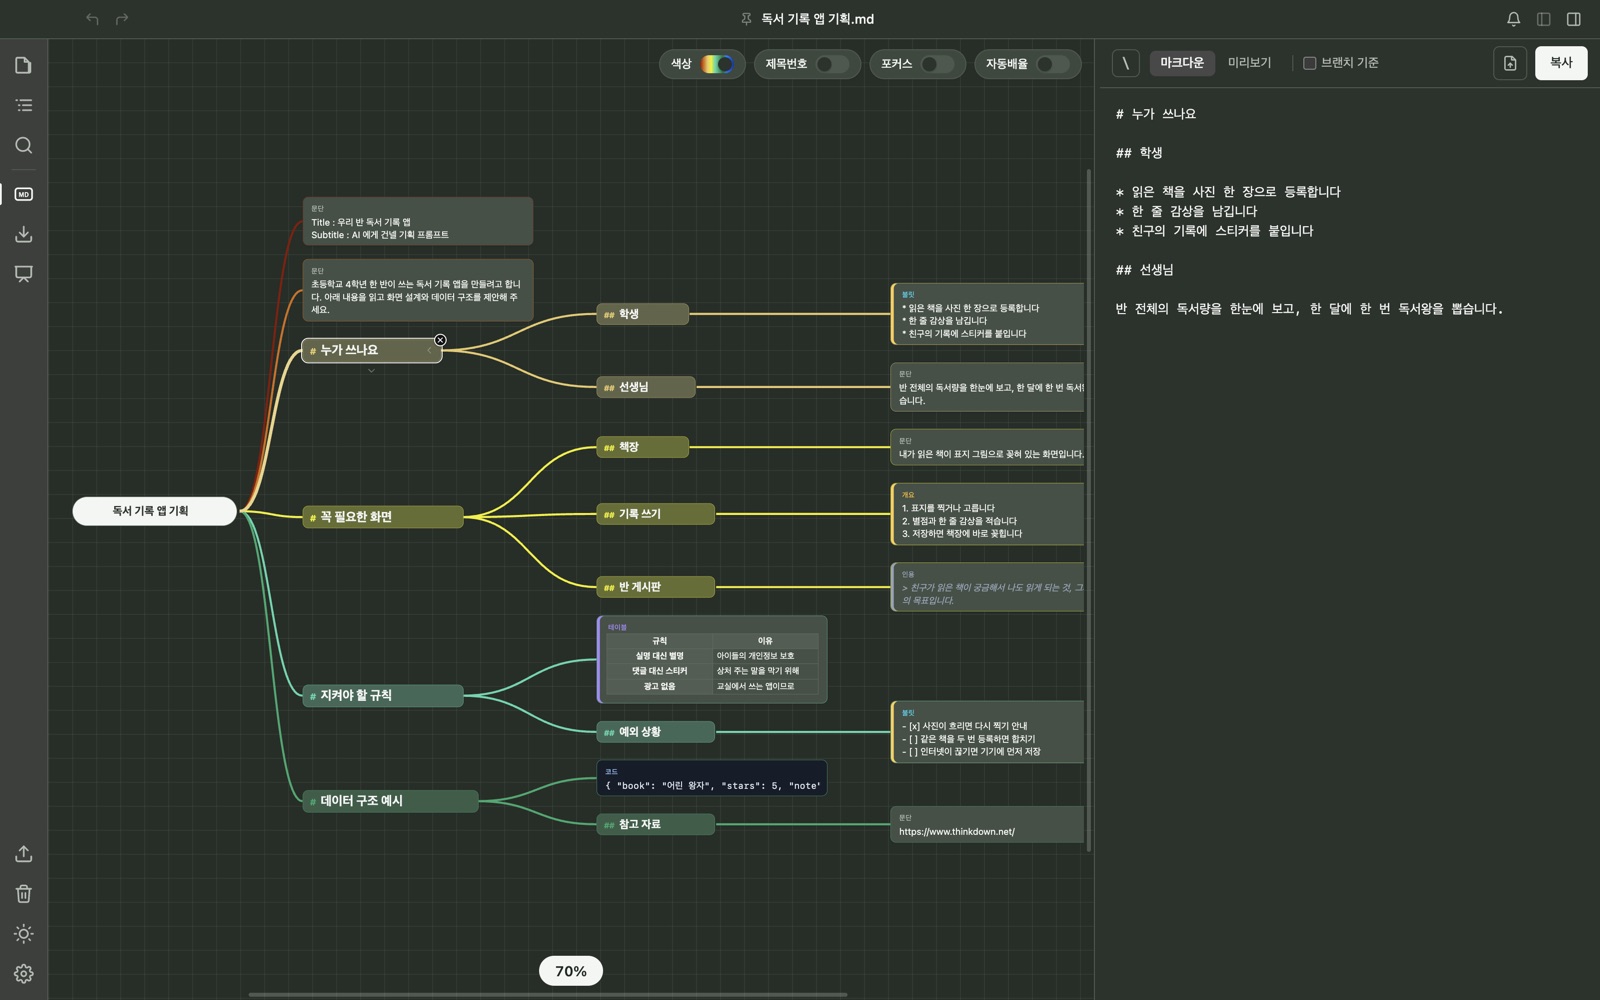 독서 기록 앱 기획.md
색상
제목번호
포커스
자동배율
\
마크다운
미리보기
브랜치 기준
복사
MD
독서 기록 앱 기획
문단
Title : 우리 반 독서 기록 앱
Subtitle : AI 에게 건넬 기획 프롬프트
문단
초등학교 4학년 한 반이 쓰는 독서 기록 앱을 만들려고 합니
다. 아래 내용을 읽고 화면 설계와 데이터 구조를 제안해 주
세요.
# 누가 쓰나요
## 학생
불릿
* 읽은 책을 사진 한 장으로 등록합니다
* 한 줄 감상을 남깁니다
* 친구의 기록에 스티커를 붙입니다
## 선생님
문단
반 전체의 독서량을 한눈에 보고, 한 달에 한 번 독서
습니다.
# 꼭 필요한 화면
## 책장
문단
내가 읽은 책이 표지 그림으로 꽂혀 있는 화면입니다.
## 기록 쓰기
개요
1. 표지를 찍거나 고릅니다
2. 별점과 한 줄 감상을 적습니다
3. 저장하면 책장에 바로 꽂힙니다
## 반 게시판
인용
> 친구가 읽은 책이 궁금해서 나도 읽게 되는 것, 그
의 목표입니다.
# 지켜야 할 규칙
테이블
규칙 이유
실명 대신 별명 아이들의 개인정보 보호
댓글 대신 스티커 상처 주는 말을 막기 위해
광고 없음 교실에서 쓰는 앱이므로
## 예외 상황
불릿
- [x] 사진이 흐리면 다시 찍기 안내
- [ ] 같은 책을 두 번 등록하면 합치기
- [ ] 인터넷이 끊기면 기기에 먼저 저장
# 데이터 구조 예시
코드
{ "book": "어린 왕자", "stars": 5, "note"
## 참고 자료
문단
https://www.thinkdown.net/
70%
# 누가 쓰나요
## 학생
* 읽은 책을 사진 한 장으로 등록합니다
* 한 줄 감상을 남깁니다
* 친구의 기록에 스티커를 붙입니다
## 선생님
반 전체의 독서량을 한눈에 보고, 한 달에 한 번 독서왕을 뽑습니다.